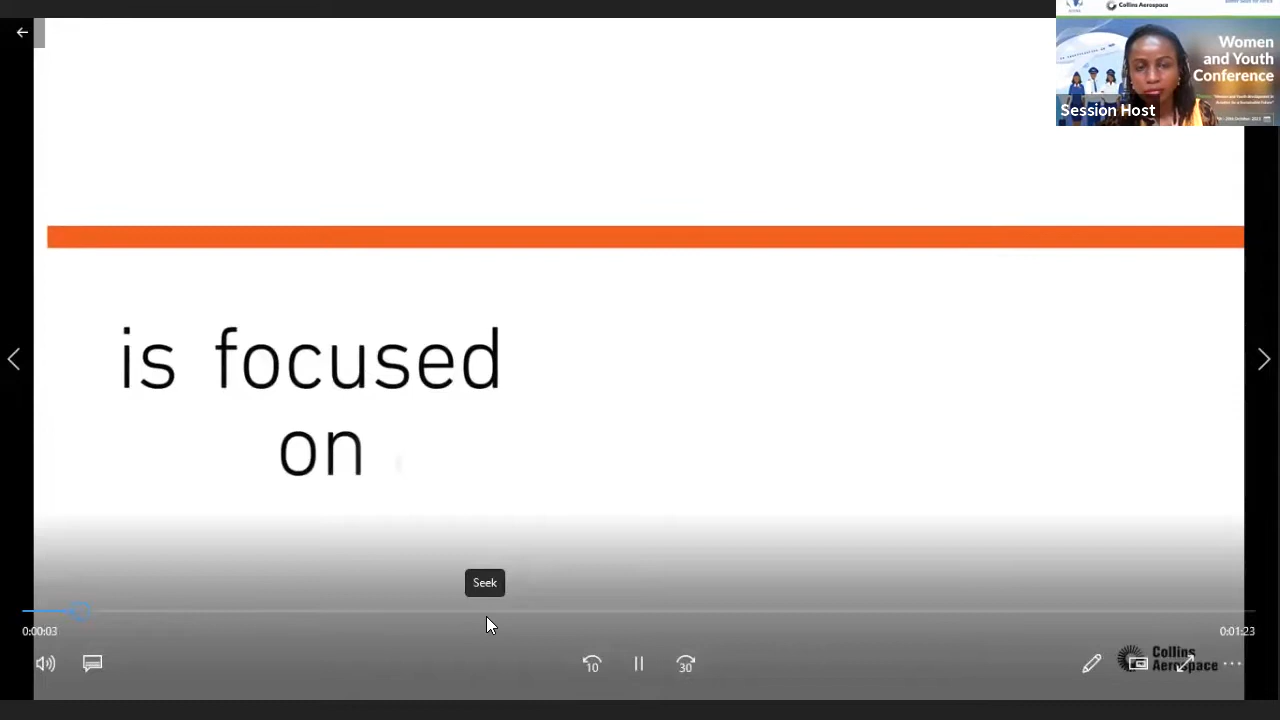 Collins Aerospace
Women
and Youth
Conference
Session Host
is focused
on
Seek
0:00:03
0:01:23
10
30
Collins
Aerospace